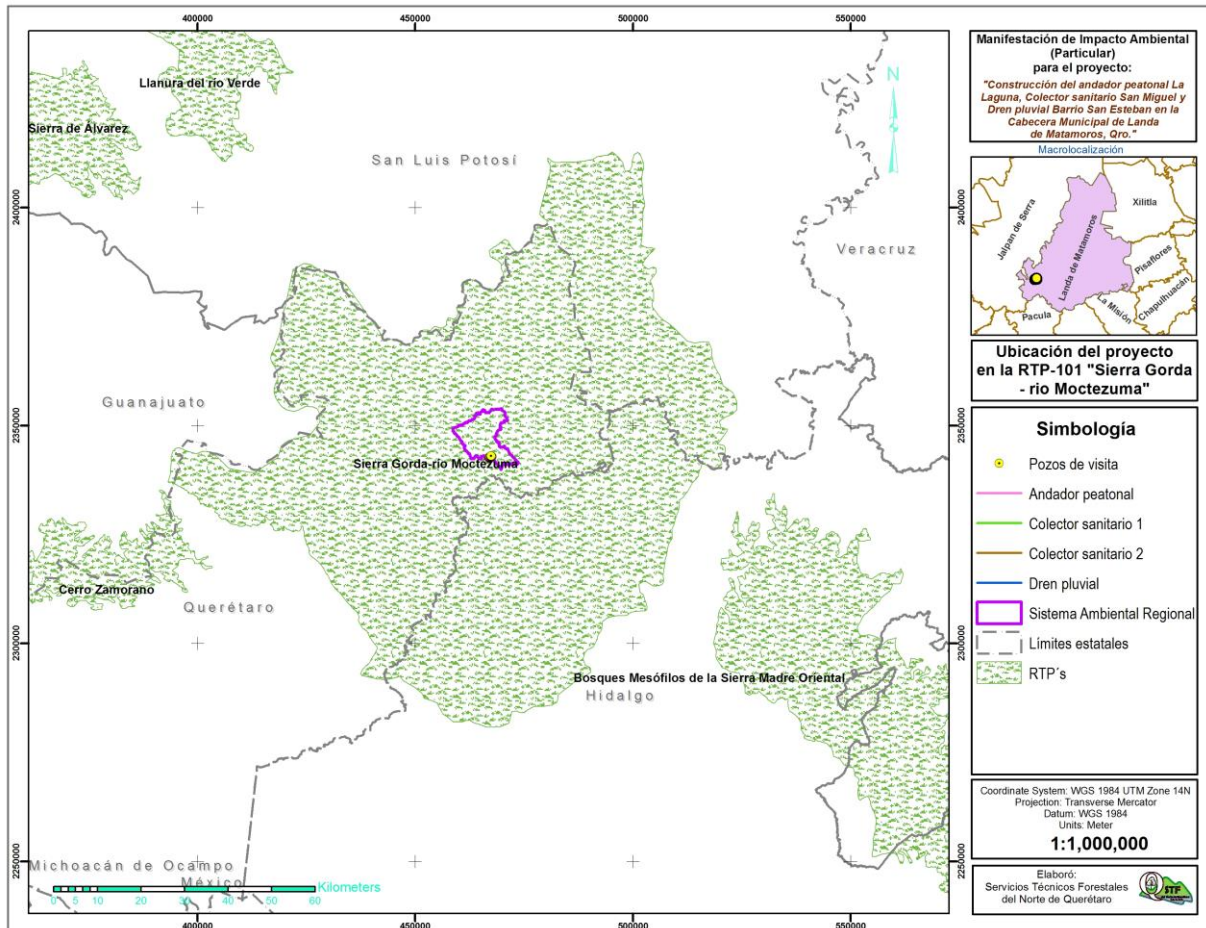 400000
450000
500000
550000
2400000
2350000
2300000
2250000
Llanura del río Verde
Sierra de Álvarez
San Luis Potosí
Veracruz
N
Guanajuato
Sierra Gorda-río Moctezuma
Cerro Zamorano
Querétaro
Bosques Mesófilos de la Sierra Madre Oriental
Hidalgo
Michoacán de Ocampo
México
Kilometers
0 5 10 20 30 40 50 60
400000
450000
500000
550000
2400000
2350000
2300000
2250000
Manifestación de Impacto Ambiental
(Particular)
para el proyecto:
"Construcción del andador peatonal La
Laguna, Colector sanitario San Miguel y
Dren pluvial Barrio San Esteban en la
Cabecera Municipal de Landa
de Matamoros, Qro."
Macrolocalización
Jalpan de Serra
Xilitla
Landa de Matamoros
Pisaflores
La Misión
Chapulhuacán
Pacula
Ubicación del proyecto
en la RTP-101 "Sierra Gorda
- río Moctezuma"
Simbología
Pozos de visita
Andador peatonal
Colector sanitario 1
Colector sanitario 2
Dren pluvial
Sistema Ambiental Regional
Límites estatales
RTP´s
Coordinate System: WGS 1984 UTM Zone 14N
Projection: Transverse Mercator
Datum: WGS 1984
Units: Meter
1:1,000,000
Elaboró:
Servicios Técnicos Forestales
del Norte de Querétaro
STF